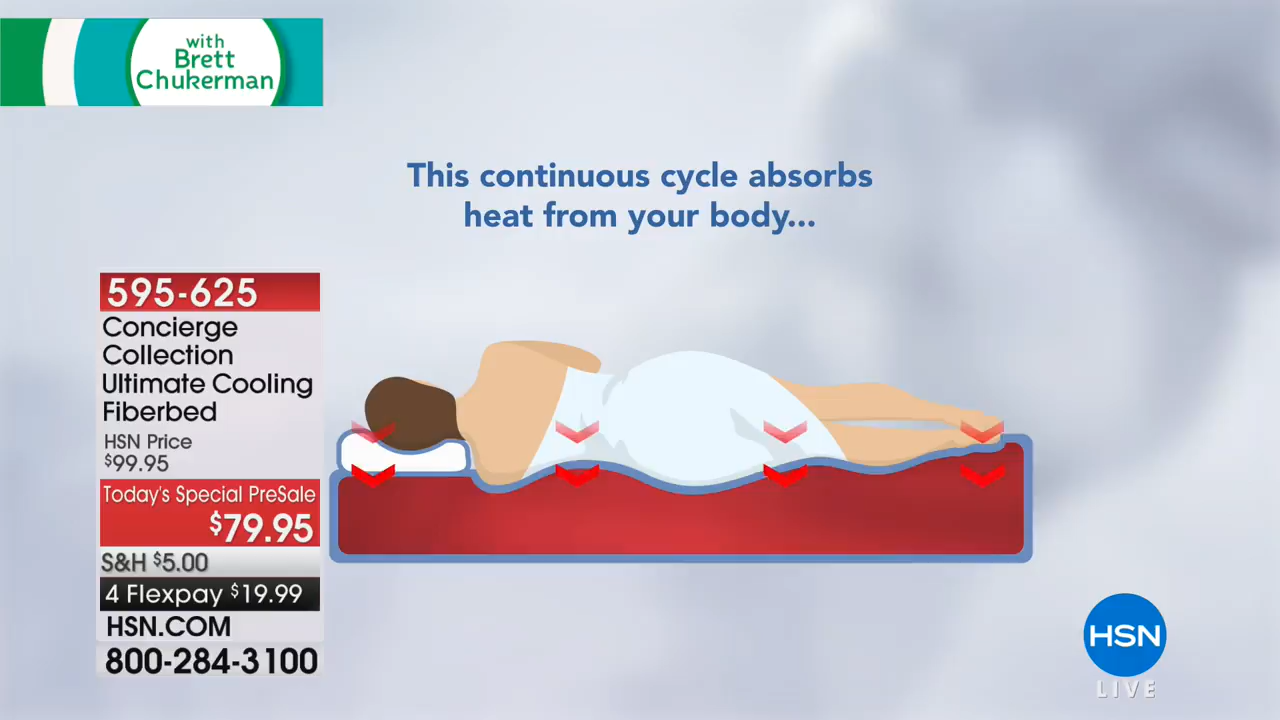 with
Brett
Chukerman
This continuous cycle absorbs
heat from your body...
595-625
Concierge
Collection
Ultimate Cooling
Fiberbed
HSN Price
$99.95
Today's Special PreSale
$79.95
S&H $5.00
4 Flexpay $19.99
HSN.COM
800-284-3100
HSN
LIVE